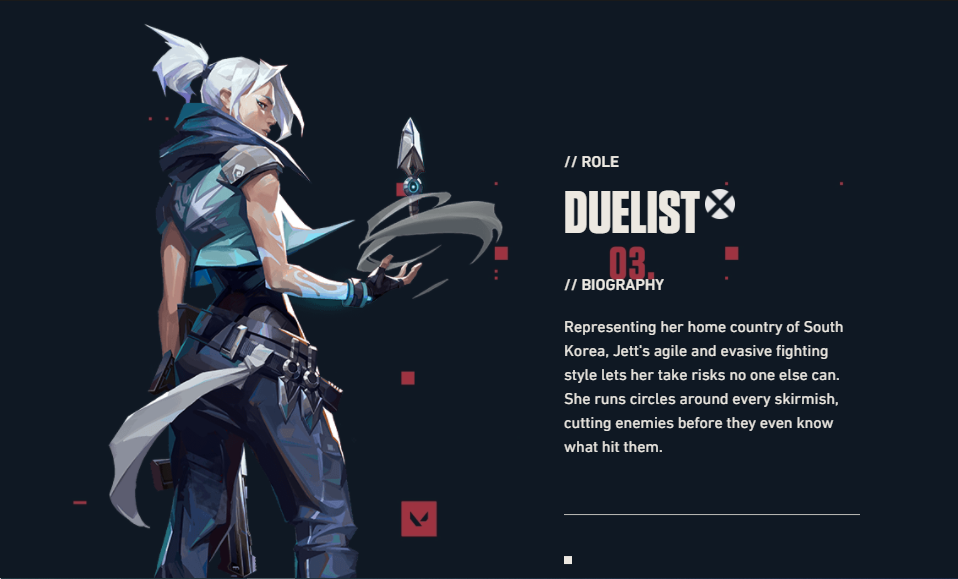 // ROLE
DUELIST
03.
// BIOGRAPHY
Representing her home country of South
Korea, Jett's agile and evasive fighting
style lets her take risks no one else can.
She runs circles around every skirmish,
cutting enemies before they even know
what hit them.